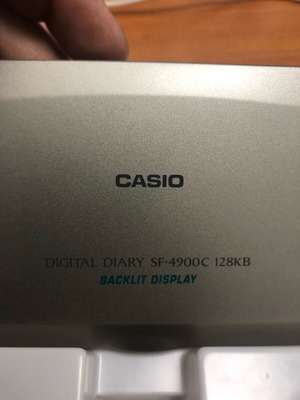 CASIO
DIGITAL DIARY SF-4900C 128KB
BACKLIT DISPLAY